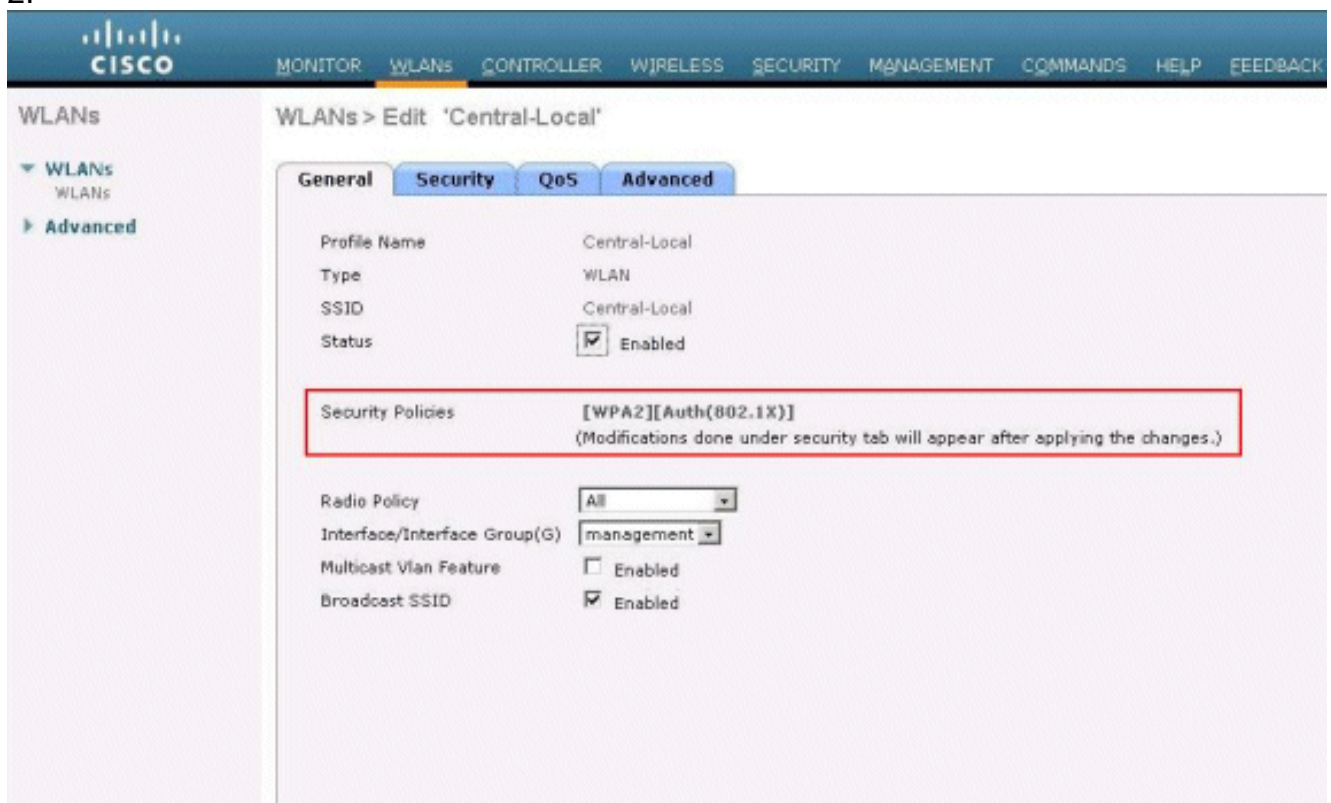 2.
CISCO
MONITOR WLANs CONTROLLER WIRELESS SECURITY MANAGEMENT COMMANDS HELP FEEDBACK
WLANs
WLANs > Edit 'Central-Local'
WLANs
WLANs
Advanced
General Security QoS Advanced
Profile Name Central-Local
Type WLAN
SSID Central-Local
Status Enabled
Security Policies [WPA2][Auth(802.1X)]
(Modifications done under security tab will appear after applying the changes.)
Radio Policy All
Interface/Interface Group(G) management
Multicast Vlan Feature Enabled
Broadcast SSID Enabled